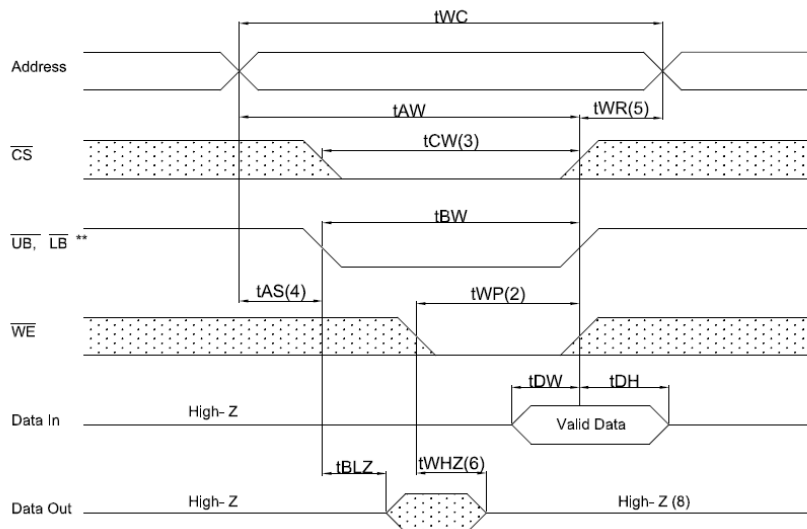 tWC
Address
tAW
tWR(5)
tCW(3)
CS
tBW
UB, LB **
tAS(4)
tWP(2)
WE
tDW
tDH
Data In
High- Z
Valid Data
tBLZ
tWHZ(6)
Data Out
High- Z
High- Z (8)